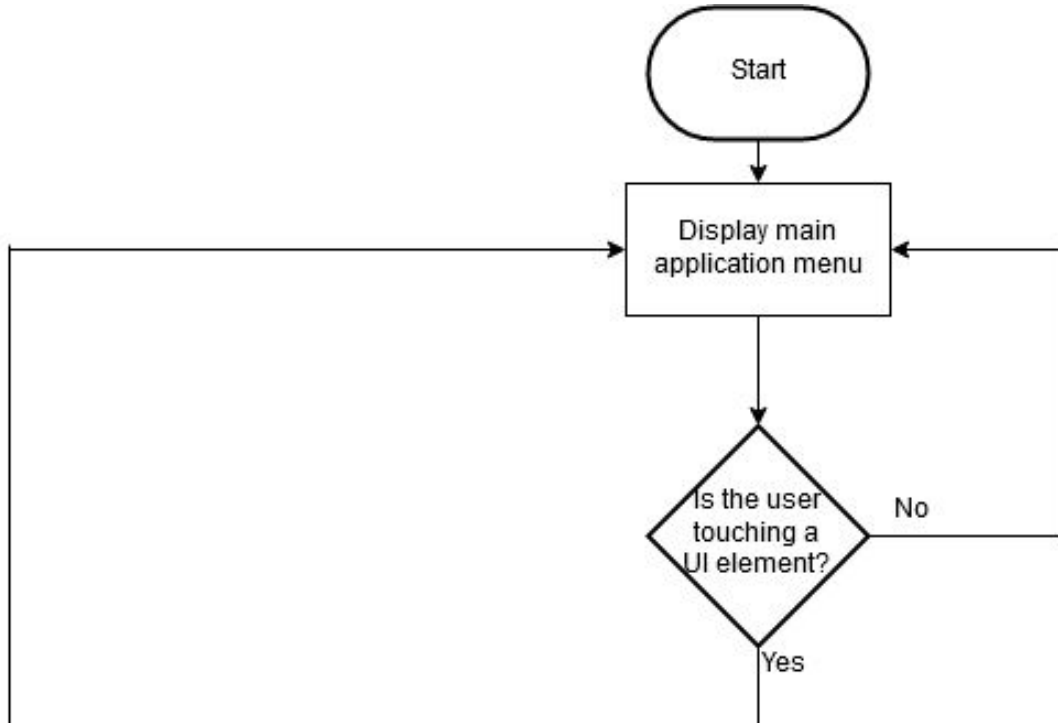 Start
Display main
application menu
Is the user
touching a
UI element?
No
Yes